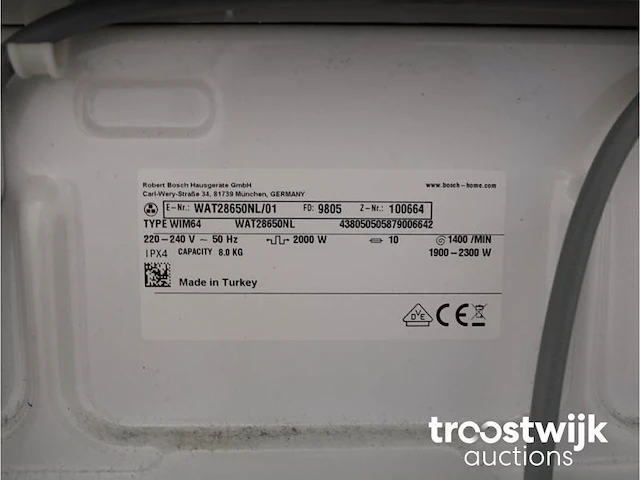 Robert Bosch Hausgeräte GmbH
Carl-Wery-Straße 34, 81739 München, GERMANY
www.bosch-home.com
E-Nr.: WAT28650NL/01 FD: 9805 Z-Nr.: 100664
TYPE WIM64 WAT28650NL 438050505879006642
220-240 V ~ 50 Hz 2000 W 10 1400 /MIN
IPX4 CAPACITY 8.0 KG 1900-2300 W
Made in Turkey
DVE CE
troostwijk
auctions